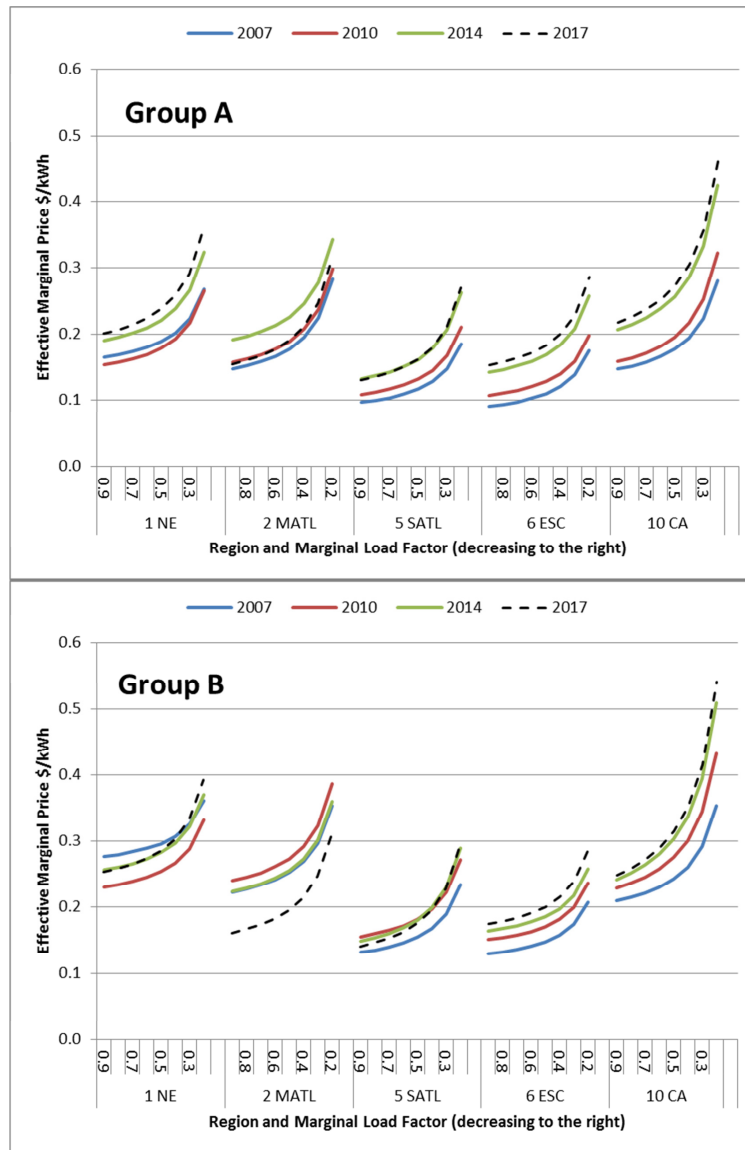 2007 2010 2014 2017
Group A
Effective Marginal Price $/kWh
0.6
0.5
0.4
0.3
0.2
0.1
0.0
0.9 0.7 0.5 0.3 0.8 0.6 0.4 0.2 0.9 0.7 0.5 0.3 0.8 0.6 0.4 0.2 0.9 0.7 0.5 0.3
1 NE 2 MATL 5 SATL 6 ESC 10 CA
Region and Marginal Load Factor (decreasing to the right)
2007 2010 2014 2017
Group B
Effective Marginal Price $/kWh
0.6
0.5
0.4
0.3
0.2
0.1
0.0
0.9 0.7 0.5 0.3 0.8 0.6 0.4 0.2 0.9 0.7 0.5 0.3 0.8 0.6 0.4 0.2 0.9 0.7 0.5 0.3
1 NE 2 MATL 5 SATL 6 ESC 10 CA
Region and Marginal Load Factor (decreasing to the right)